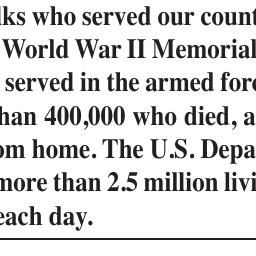 who served our
World War II Memorial
served in the armed
400,000 who died,
home. The U.S.
more than 2.5 million
each day.